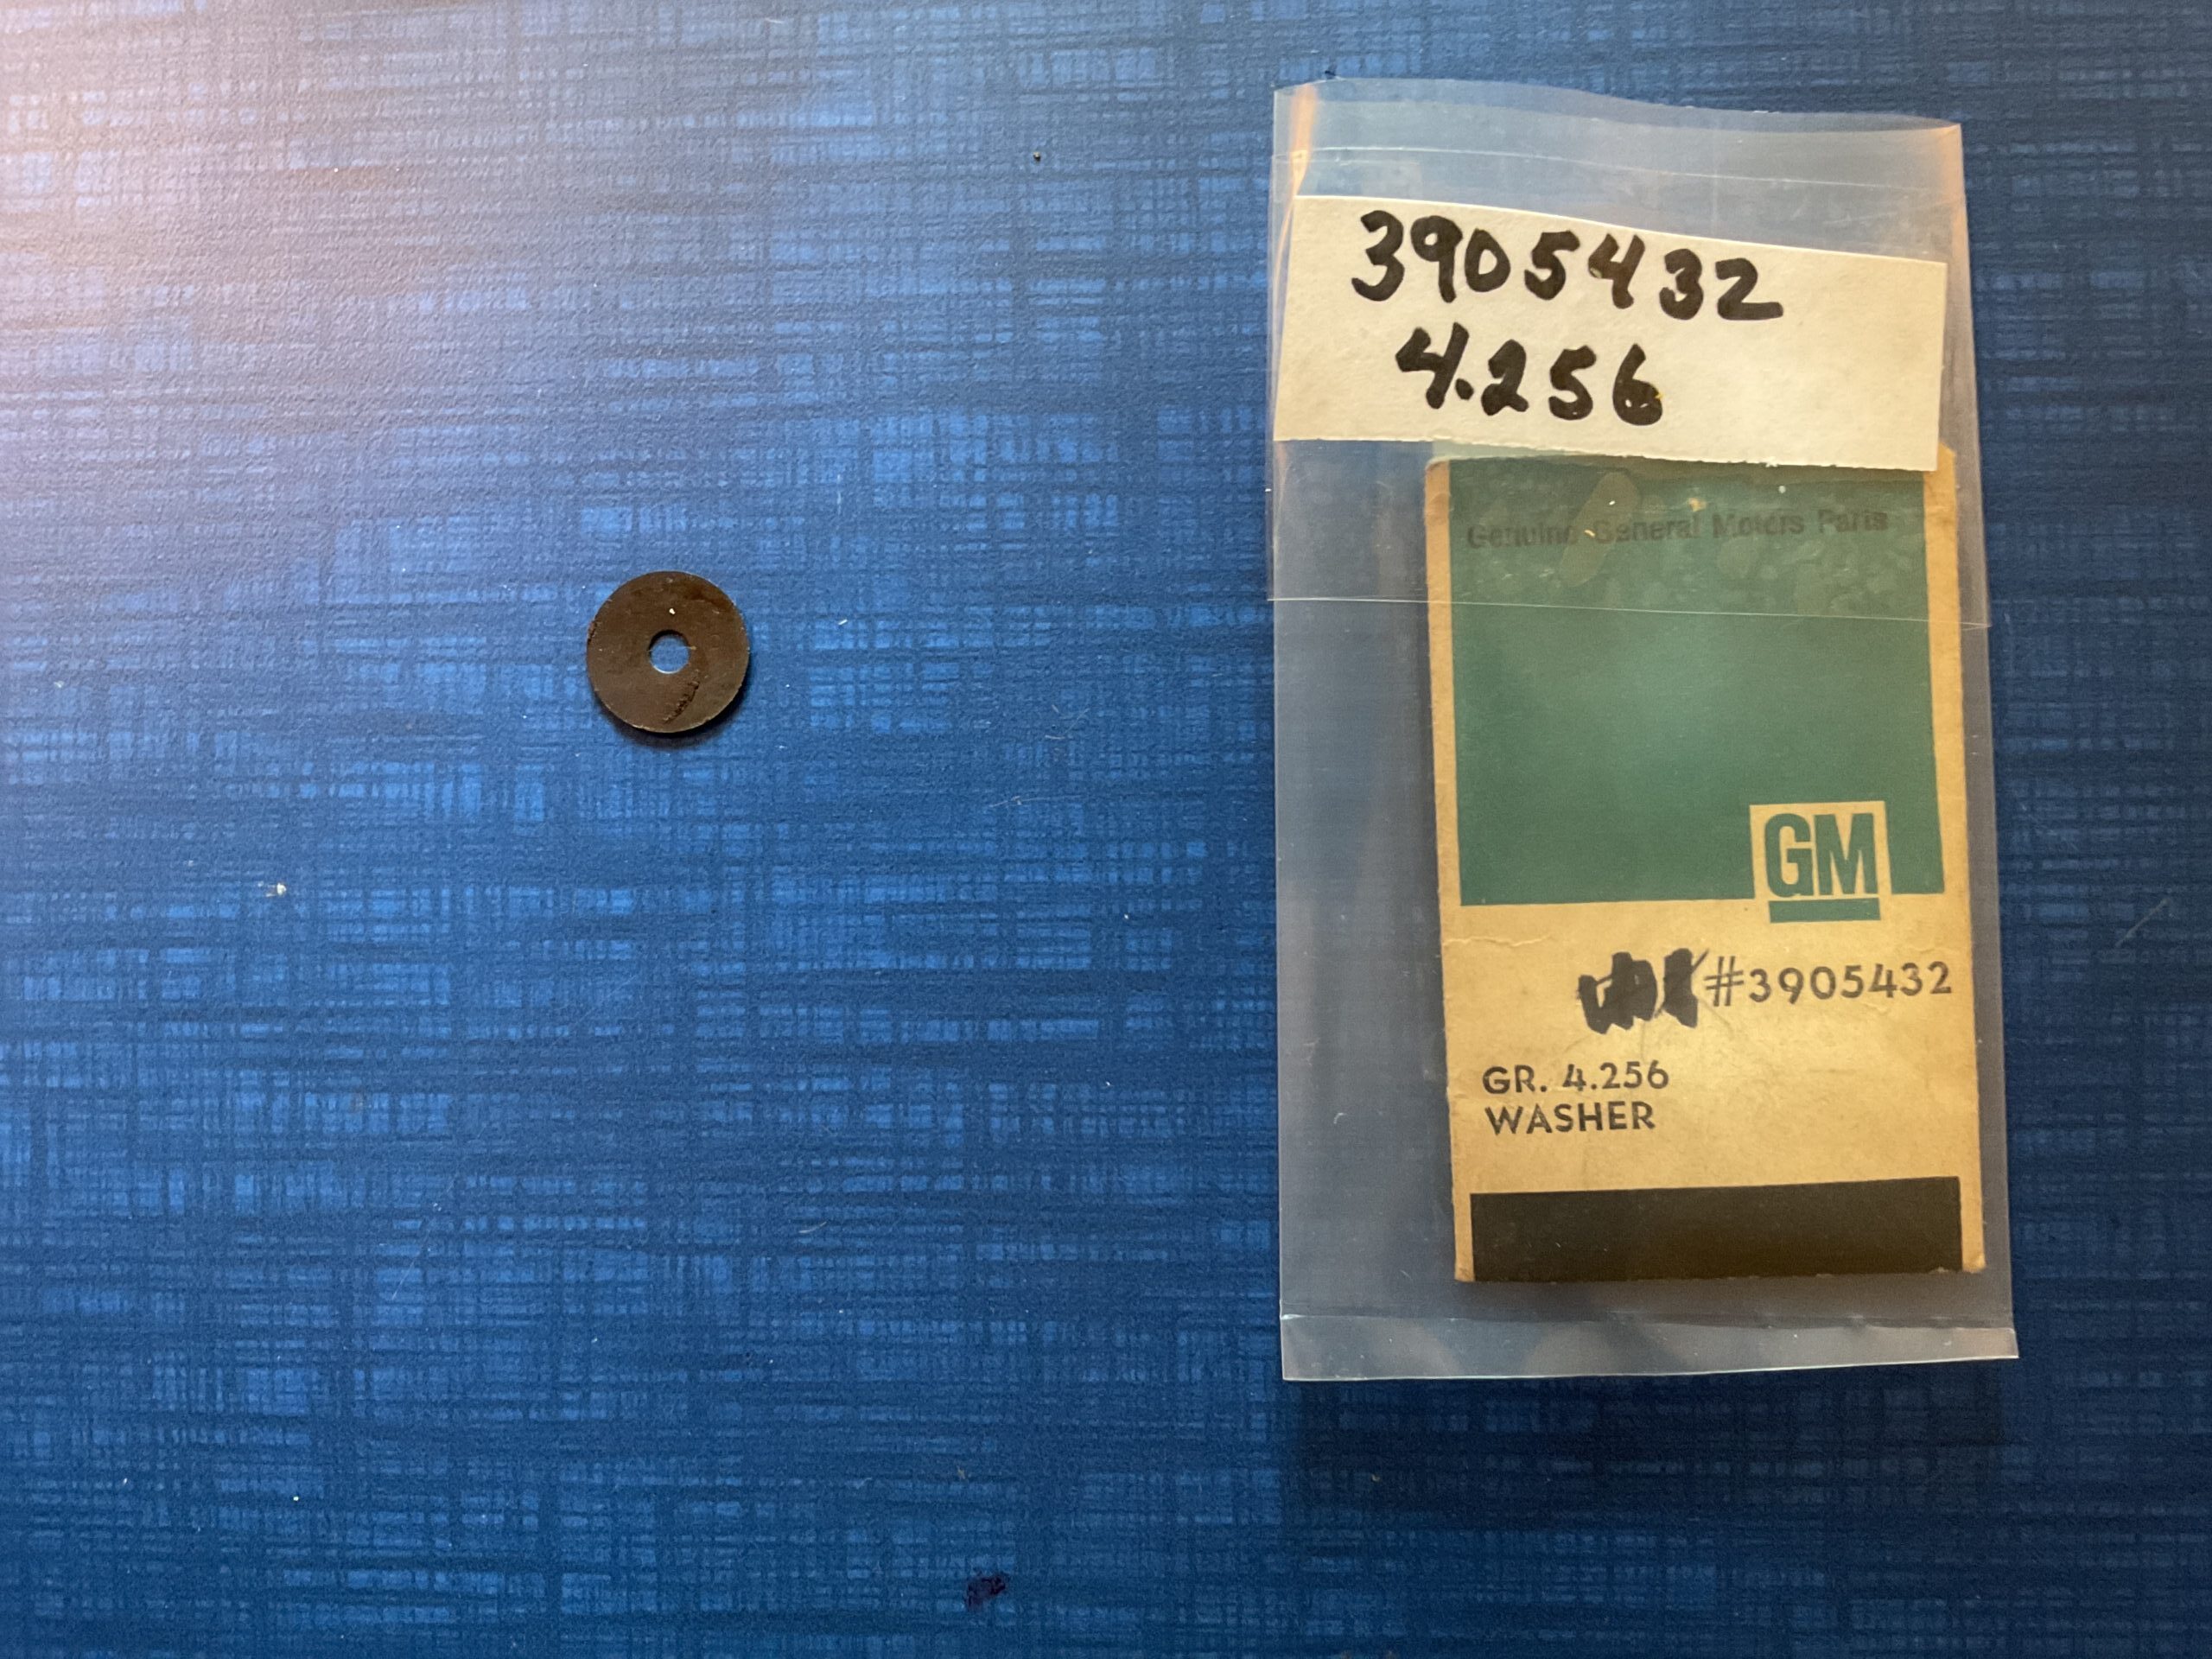 3905432
4.256
Genuine General Motors Parts
GM
#3905432
GR. 4.256
WASHER